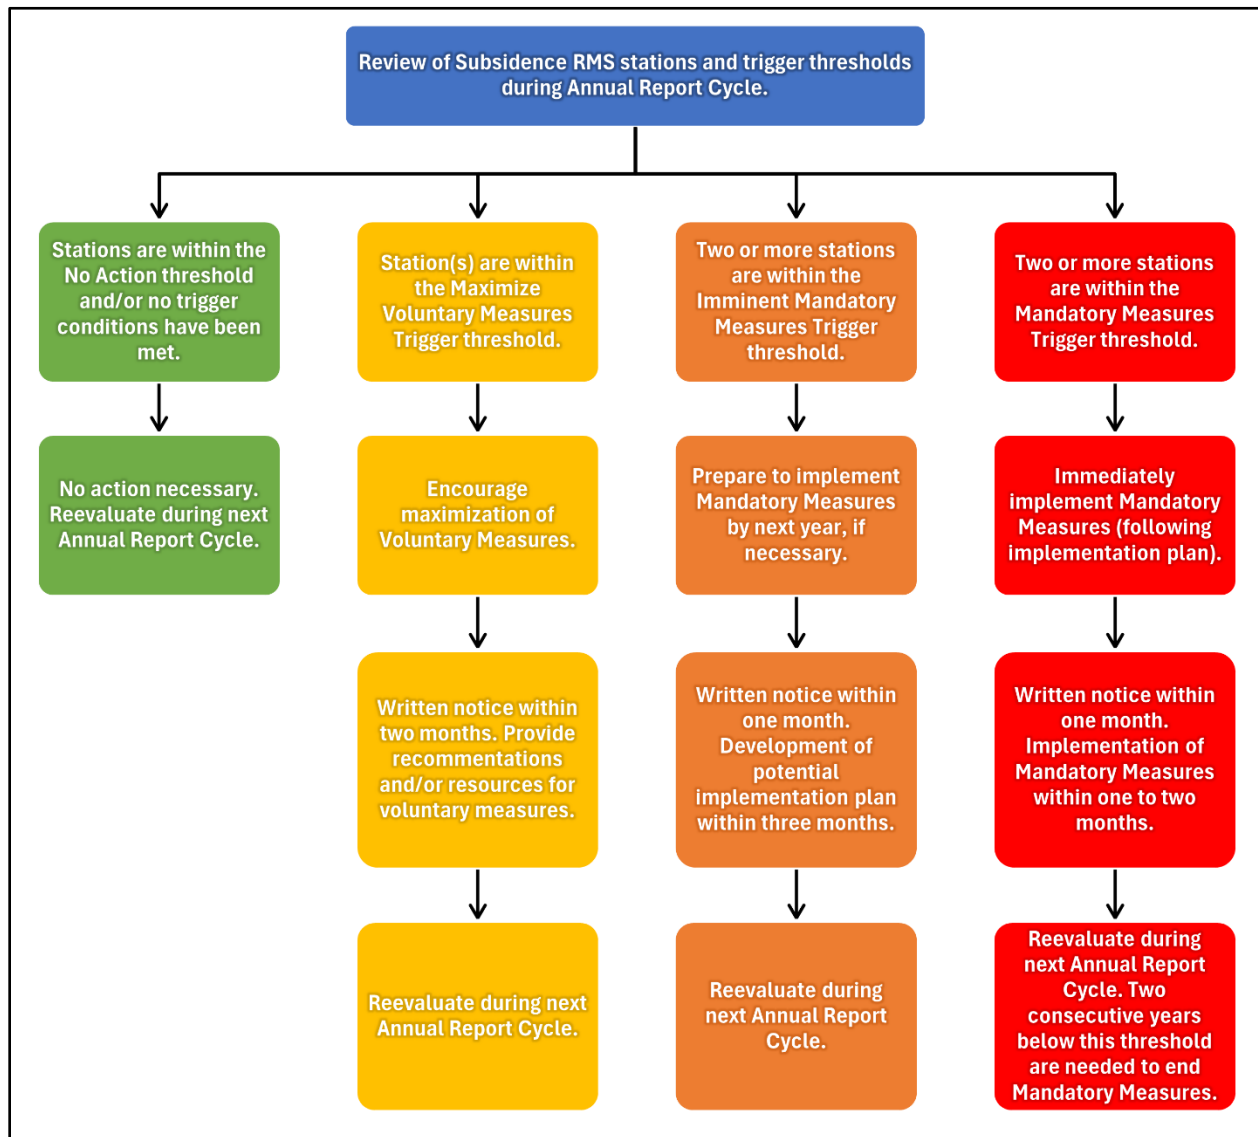 Review of Subsidence RMS stations and trigger thresholds
during Annual Report Cycle.
Stations are within the
No Action threshold
and/or no trigger
conditions have been
met.
No action necessary.
Reevaluate during next
Annual Report Cycle.
Station(s) are within
the Maximize
Voluntary Measures
Trigger threshold.
Encourage
maximization of
Voluntary Measures.
Written notice within
two months. Provide
recommentations
and/or resources for
voluntary measures.
Reevaluate during next
Annual Report Cycle.
Two or more stations
are within the
Imminent Mandatory
Measures Trigger
threshold.
Prepare to implement
Mandatory Measures
by next year, if
necessary.
Written notice within
one month.
Development of
potential
implementation plan
within three months.
Reevaluate during
next Annual Report
Cycle.
Two or more stations
are within the
Mandatory Measures
Trigger threshold.
Immediately
implement Mandatory
Measures (following
implementation plan).
Written notice within
one month.
Implementation of
Mandatory Measures
within one to two
months.
Reevaluate during
next Annual Report
Cycle. Two
consecutive years
below this threshold
are needed to end
Mandatory Measures.